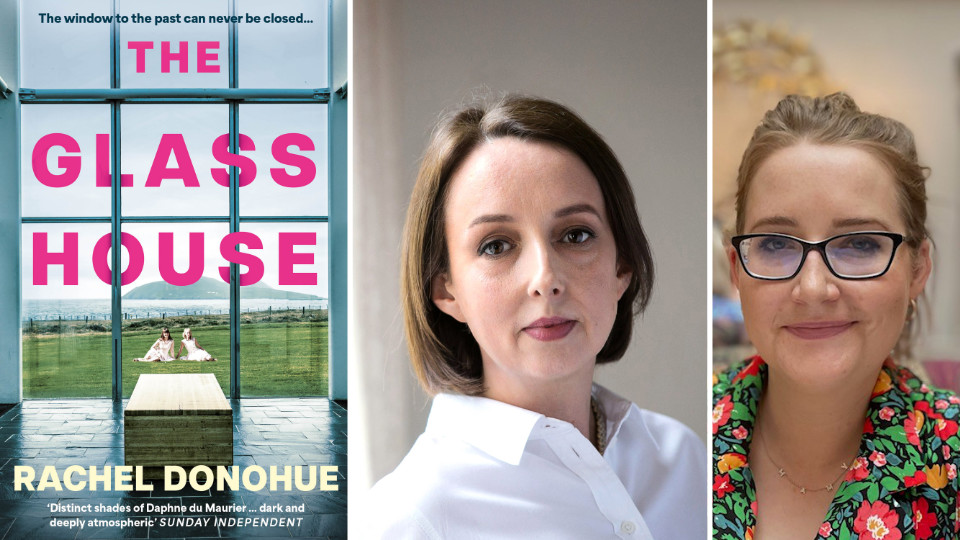 The window to the past can never be closed...
THE
GLASS
HOUSE
RACHEL DONOHUE
‘Distinct shades of Daphne du Maurier ... dark and
deeply atmospheric’ SUNDAY INDEPENDENT